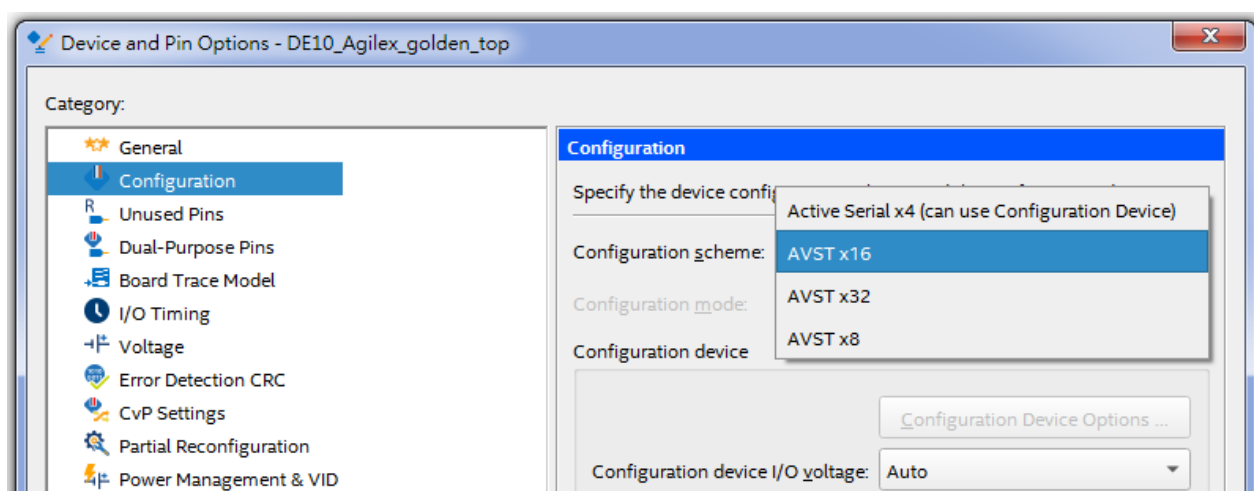 Device and Pin Options - DE10_Agilex_golden_top
Category:
General
Configuration
R
Unused Pins
Dual-Purpose Pins
Board Trace Model
I/O Timing
Voltage
Error Detection CRC
CvP Settings
Partial Reconfiguration
Power Management & VID
Configuration
Specify the device
Active Serial x4 (can use Configuration Device)
Configuration scheme:
AVST x16
AVST x32
Configuration mode:
AVST x8
Configuration device
Configuration Device Options ...
Configuration device I/O voltage: Auto